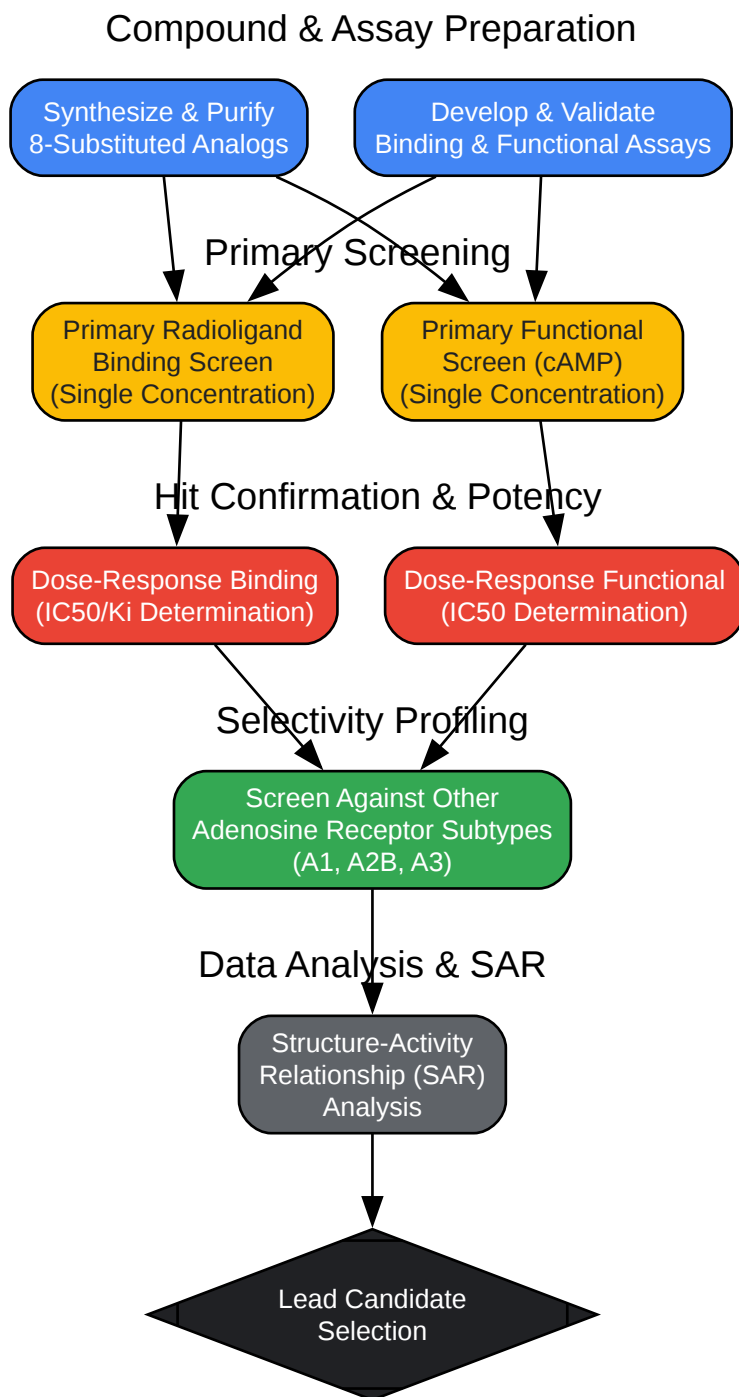 Compound & Assay Preparation
Synthesize & Purify
8-Substituted Analogs
Develop & Validate
Binding & Functional Assays
Primary Screening
Primary Radioligand
Binding Screen
(Single Concentration)
Primary Functional
Screen (cAMP)
(Single Concentration)
Hit Confirmation & Potency
Dose-Response Binding
(IC50/Ki Determination)
Dose-Response Functional
(IC50 Determination)
Selectivity Profiling
Screen Against Other
Adenosine Receptor Subtypes
(A1, A2B, A3)
Data Analysis & SAR
Structure-Activity
Relationship (SAR)
Analysis
Lead Candidate
Selection